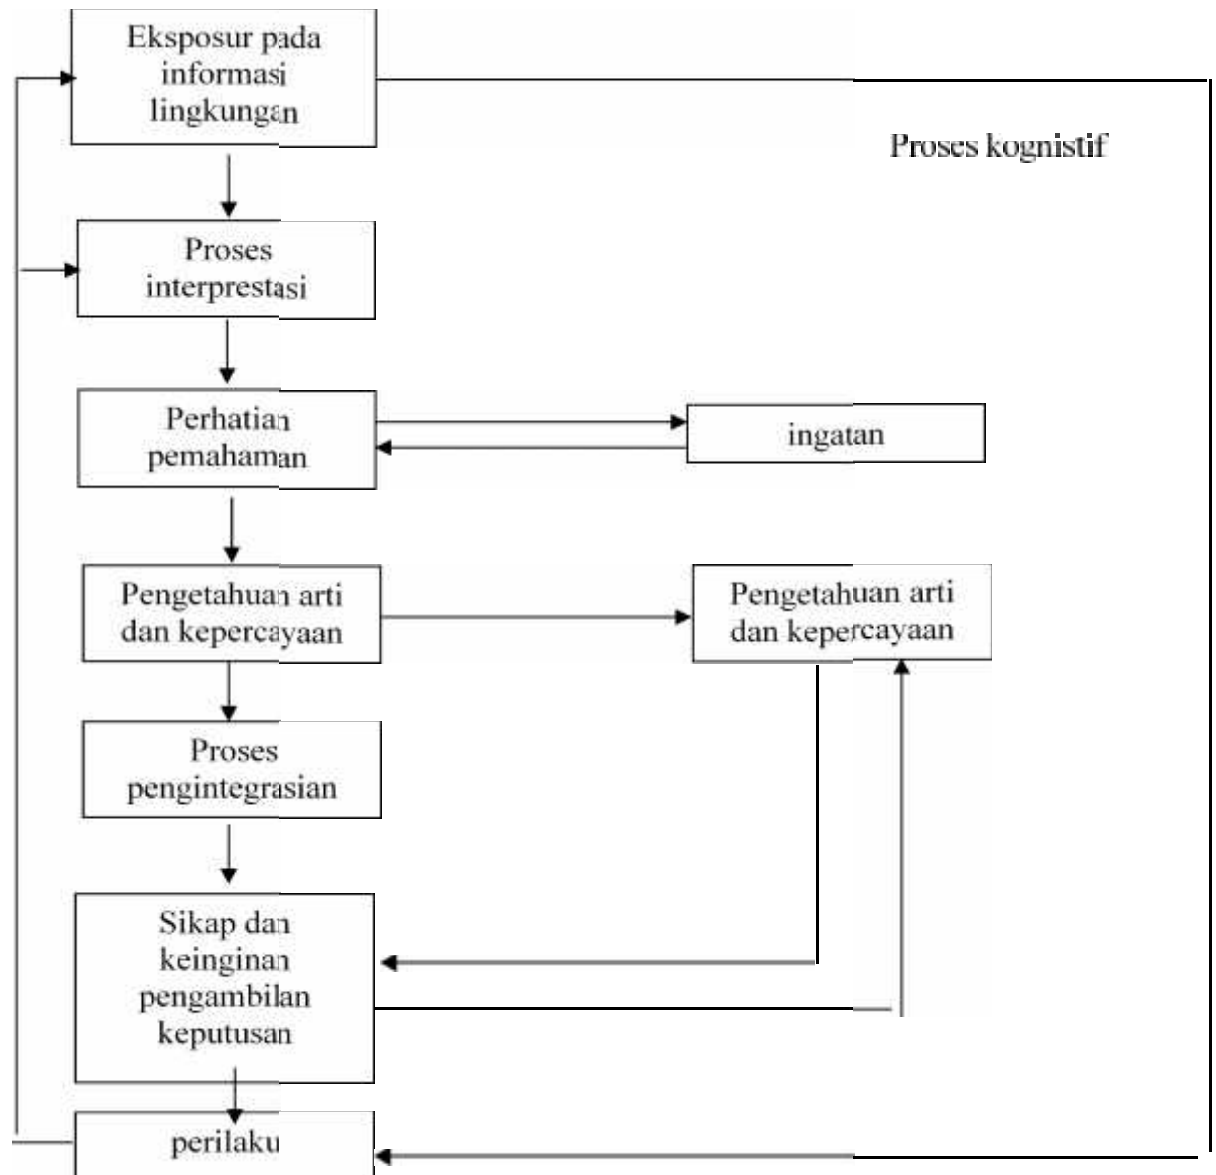 Eksposur pada
informasi
lingkungan
Proses kognistif
Proses
interprestasi
Perhatian
pemahaman
ingatan
Pengetahuan arti
dan kepercayaan
Pengetahuan arti
dan kepercayaan
Proses
pengintegrasian
Sikap dan
keinginan
pengambilan
keputusan
perilaku